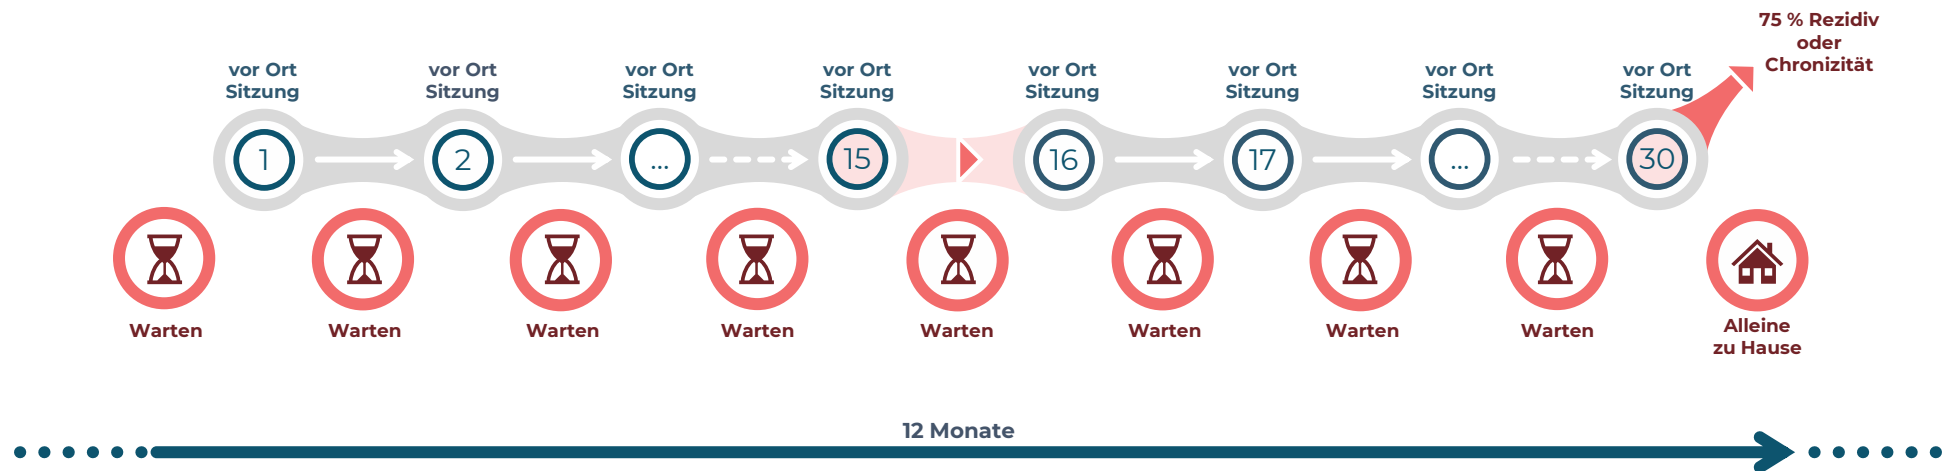 75 % Rezidiv
oder
Chronizität
vor Ort
Sitzung
vor Ort
Sitzung
vor Ort
Sitzung
vor Ort
Sitzung
vor Ort
Sitzung
vor Ort
Sitzung
vor Ort
Sitzung
vor Ort
Sitzung
1
2
...
15
16
17
...
30
Warten
Warten
Warten
Warten
Warten
Warten
Warten
Warten
Alleine
zu Hause
12 Monate